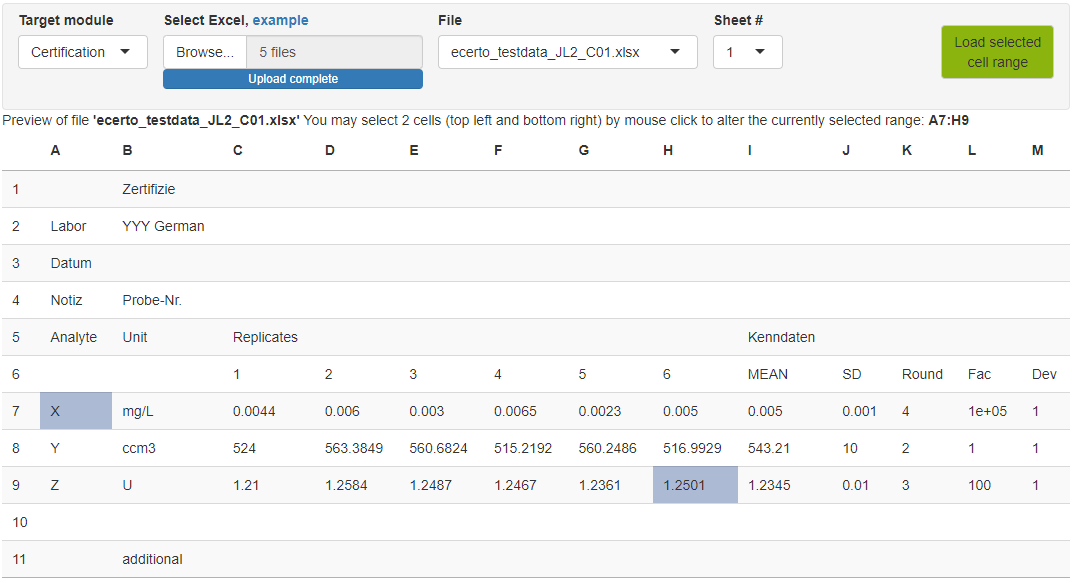 Target module Select Excel, example File Sheet #
Certification Browse... 5 files ecerto_testdata_JL2_C01.xlsx 1 Load selected
cell range
Upload complete
Preview of file 'ecerto_testdata_JL2_C01.xlsx' You may select 2 cells (top left and bottom right) by mouse click to alter the currently selected range: A7:H9
A B C D E F G H I J K L M
1 Zertifizie
2 Labor YYY German
3 Datum
4 Notiz Probe-Nr.
5 Analyte Unit Replicates Kenndaten
6 1 2 3 4 5 6 MEAN SD Round Fac Dev
7 X mg/L 0.0044 0.006 0.003 0.0065 0.0023 0.005 0.005 0.001 4 1e+05 1
8 Y ccm3 524 563.3849 560.6824 515.2192 560.2486 516.9929 543.21 10 2 1 1
9 Z U 1.21 1.2584 1.2487 1.2467 1.2361 1.2501 1.2345 0.01 3 100 1
10
11 additional